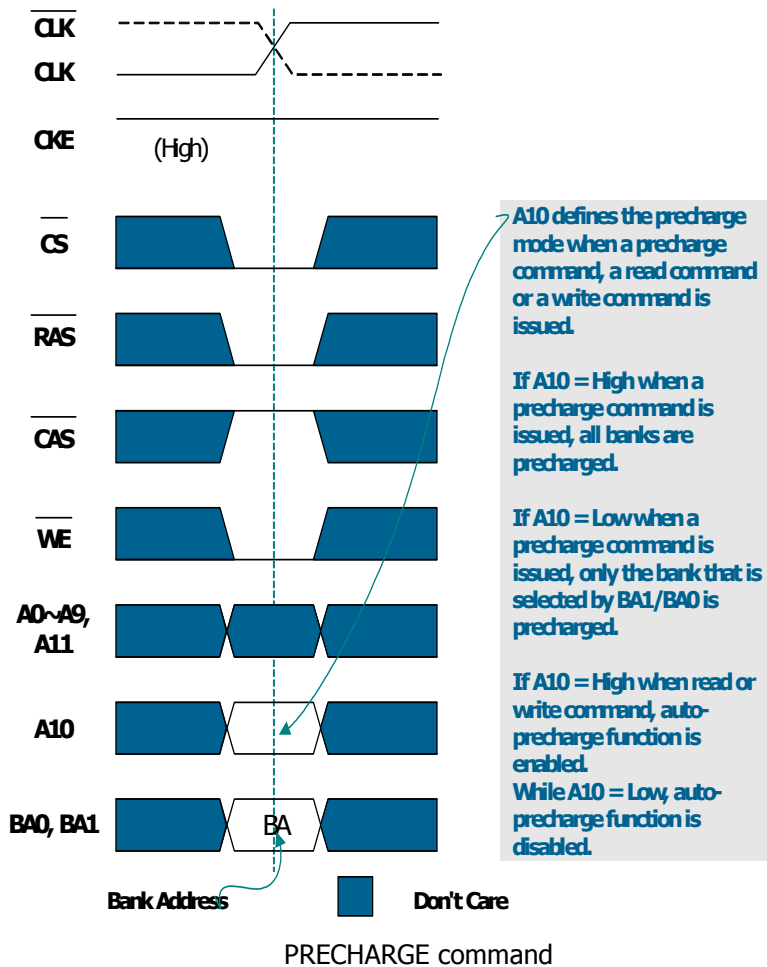 CLK
CLK
CKE
(High)
CS
RAS
CAS
WE
A0~A9,
A11
A10
BA0, BA1
BA
Bank Address
Don't Care
A10 defines the precharge
mode when a precharge
command, a read command
or a write command is
issued.
If A10 = High when a
precharge command is
issued, all banks are
precharged.
If A10 = Low when a
precharge command is
issued, only the bank that is
selected by BA1/BA0 is
precharged.
If A10 = High when read or
write command, auto-
precharge function is
enabled.
While A10 = Low, auto-
precharge function is
disabled.
PRECHARGE command